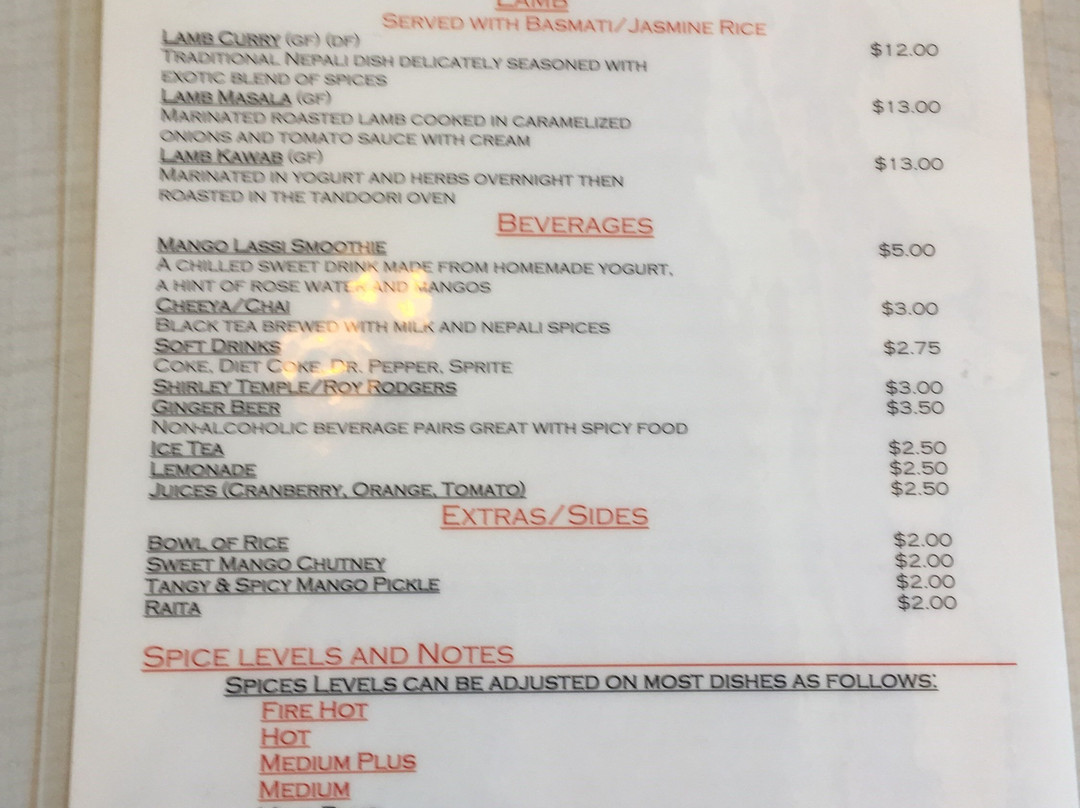 LAMB
SERVED WITH BASMATI/JASMINE RICE
LAMB CURRY (GF) (DF) $12.00
TRADITIONAL NEPALI DISH DELICATELY SEASONED WITH
EXOTIC BLEND OF SPICES
LAMB MASALA (GF) $13.00
MARINATED ROASTED LAMB COOKED IN CARAMELIZED
ONIONS AND TOMATO SAUCE WITH CREAM
LAMB KAWAB (GF) $13.00
MARINATED IN YOGURT AND HERBS OVERNIGHT THEN
ROASTED IN THE TANDOORI OVEN
BEVERAGES
MANGO LASSI SMOOTHIE $5.00
A CHILLED SWEET DRINK MADE FROM HOMEMADE YOGURT,
A HINT OF ROSE WATER AND MANGOS
CHEEYA/CHAI $3.00
BLACK TEA BREWED WITH MILK AND NEPALI SPICES
SOFT DRINKS $2.75
COKE, DIET COKE, DR. PEPPER, SPRITE
SHIRLEY TEMPLE/ROY RODGERS $3.00
GINGER BEER $3.50
NON-ALCOHOLIC BEVERAGE PAIRS GREAT WITH SPICY FOOD
ICE TEA $2.50
LEMONADE $2.50
JUICES (CRANBERRY, ORANGE, TOMATO) $2.50
EXTRAS/SIDES
BOWL OF RICE $2.00
SWEET MANGO CHUTNEY $2.00
TANGY & SPICY MANGO PICKLE $2.00
RAITA $2.00
SPICE LEVELS AND NOTES
SPICES LEVELS CAN BE ADJUSTED ON MOST DISHES AS FOLLOWS:
FIRE HOT
HOT
MEDIUM PLUS
MEDIUM